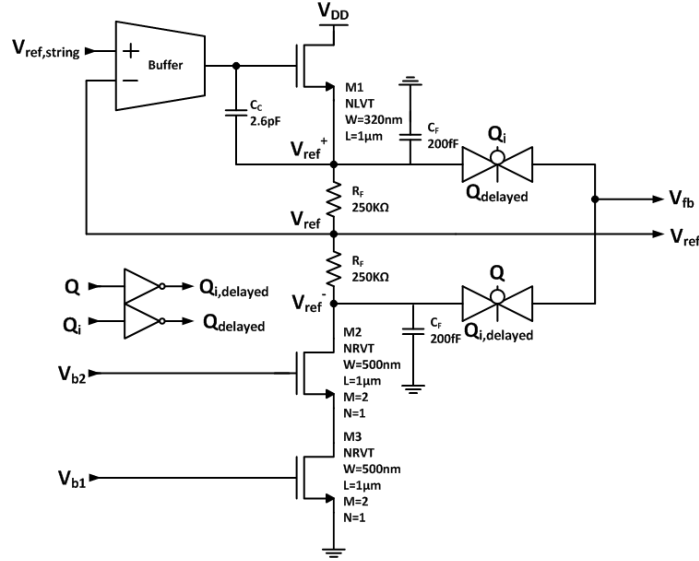 VDD
Vref,string
+
Buffer
−
CC
2.6pF
M1
NLVT
W=320nm
L=1µm
CF
200fF
Qi
Qdelayed
Vref+
RF
250KΩ
Vfb
Vref
Vref
RF
250KΩ
Q
Qi,delayed
Qi
Qdelayed
Vref-
Q
Qi,delayed
CF
200fF
M2
NRVT
W=500nm
L=1µm
M=2
N=1
Vb2
M3
NRVT
W=500nm
L=1µm
M=2
N=1
Vb1